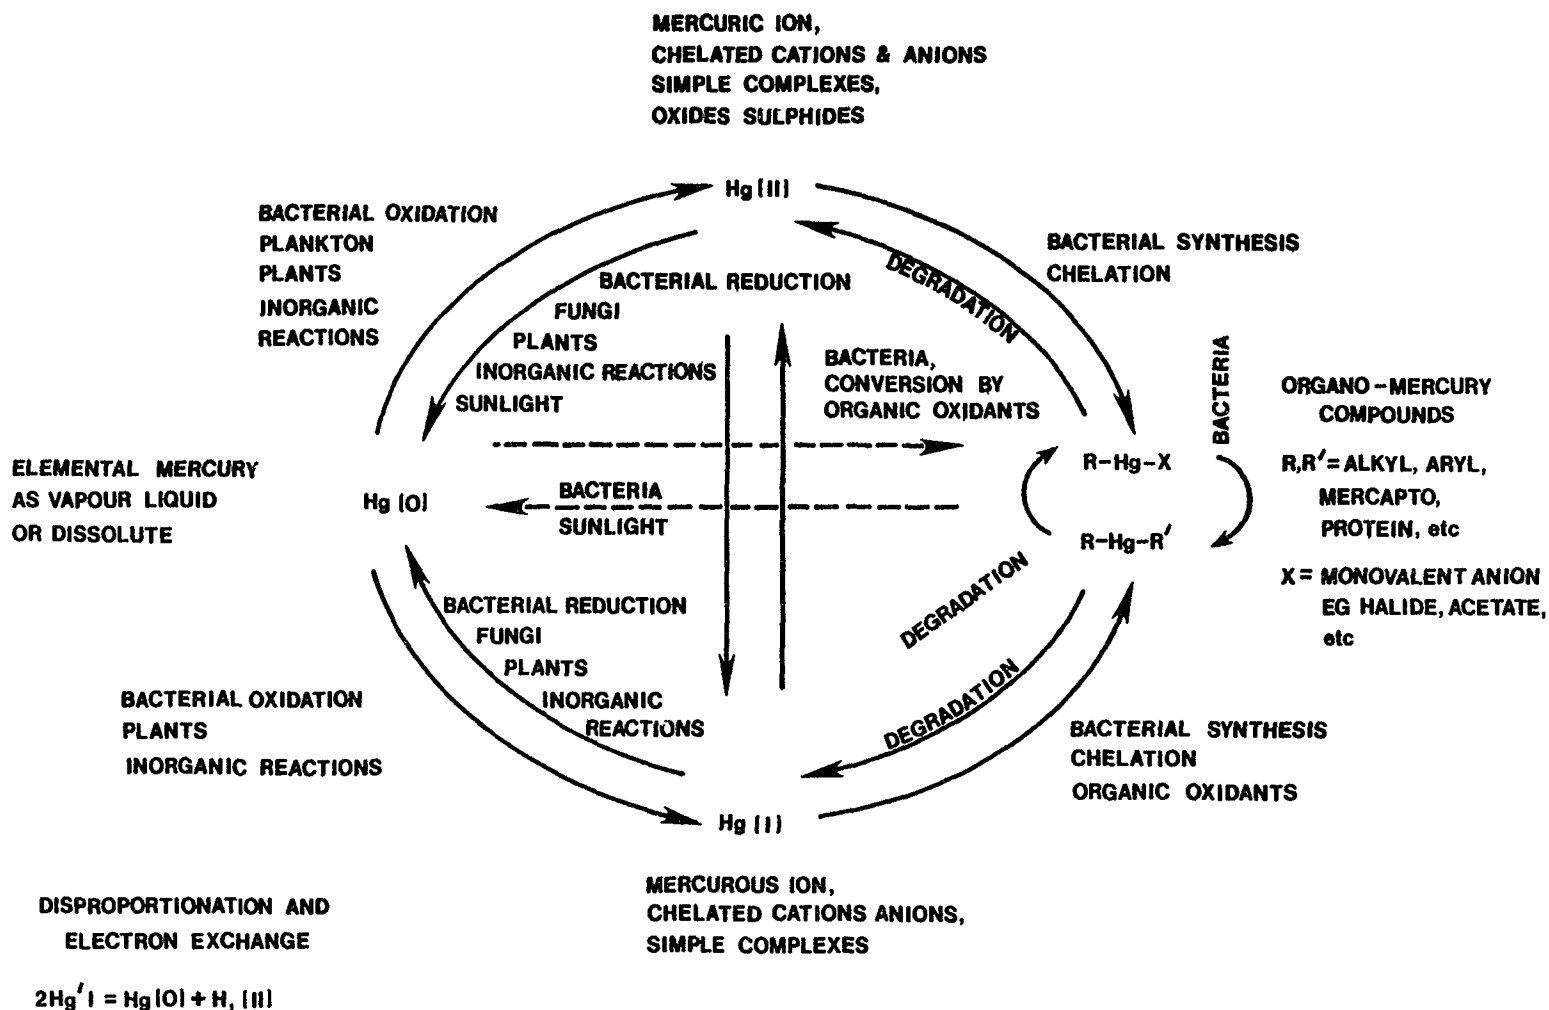 MERCURIC ION,
CHELATED CATIONS & ANIONS
SIMPLE COMPLEXES,
OXIDES SULPHIDES
Hg (II)
BACTERIAL OXIDATION
PLANKTON
PLANTS
INORGANIC
REACTIONS
BACTERIAL REDUCTION
FUNGI
PLANTS
INORGANIC REACTIONS
SUNLIGHT
DEGRADATION
BACTERIAL SYNTHESIS
CHELATION
BACTERIA,
CONVERSION BY
ORGANIC OXIDANTS
BACTERIA
ORGANO-MERCURY
COMPOUNDS
R,R′=ALKYL, ARYL,
MERCAPTO,
PROTEIN, etc
X= MONOVALENT ANION
EG HALIDE, ACETATE,
etc
R-Hg-X
R-Hg-R′
ELEMENTAL MERCURY
AS VAPOUR LIQUID
OR DISSOLUTE
Hg (O)
BACTERIA
SUNLIGHT
DEGRADATION
DEGRADATION
BACTERIAL REDUCTION
FUNGI
PLANTS
INORGANIC
REACTIONS
BACTERIAL OXIDATION
PLANTS
INORGANIC REACTIONS
BACTERIAL SYNTHESIS
CHELATION
ORGANIC OXIDANTS
Hg (I)
MERCUROUS ION,
CHELATED CATIONS ANIONS,
SIMPLE COMPLEXES
DISPROPORTIONATION AND
ELECTRON EXCHANGE
2Hg′I = Hg(O) + H, (II)